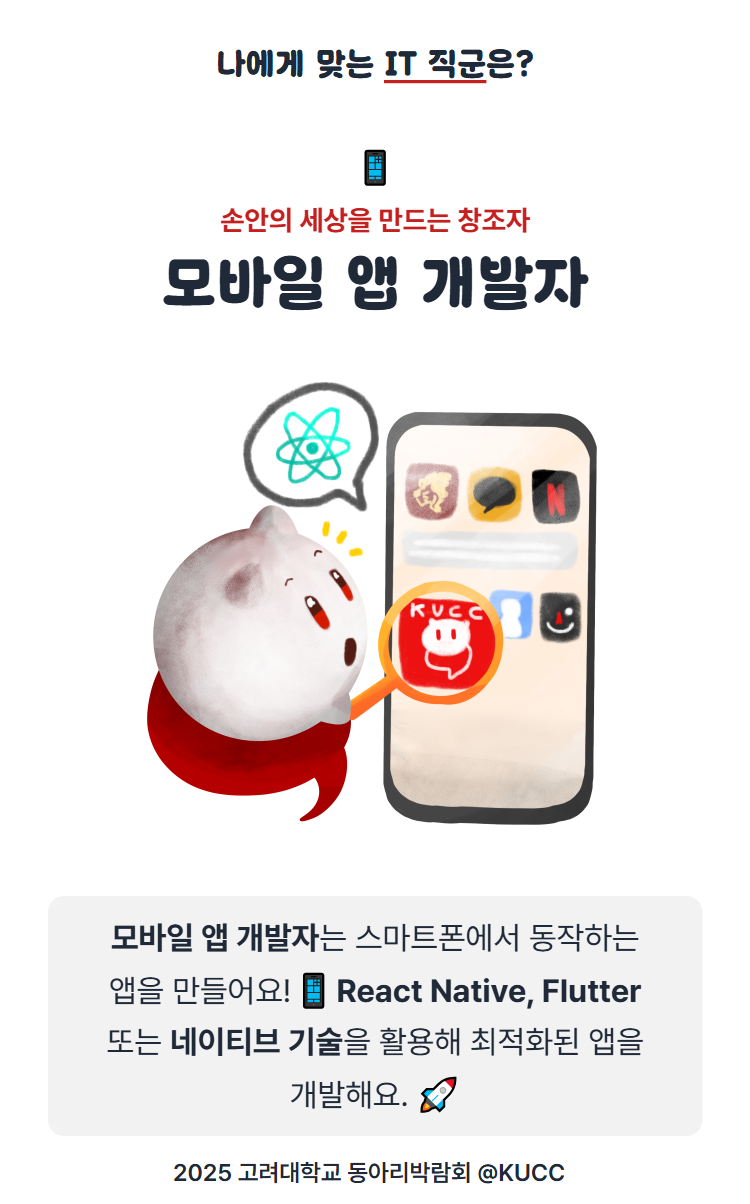 나에게 맞는 IT 직군은?
📱
손안의 세상을 만드는 창조자
모바일 앱 개발자
N
KUCC
모바일 앱 개발자는 스마트폰에서 동작하는
앱을 만들어요! 📱 React Native, Flutter
또는 네이티브 기술을 활용해 최적화된 앱을
개발해요. 🚀
2025 고려대학교 동아리박람회 @KUCC